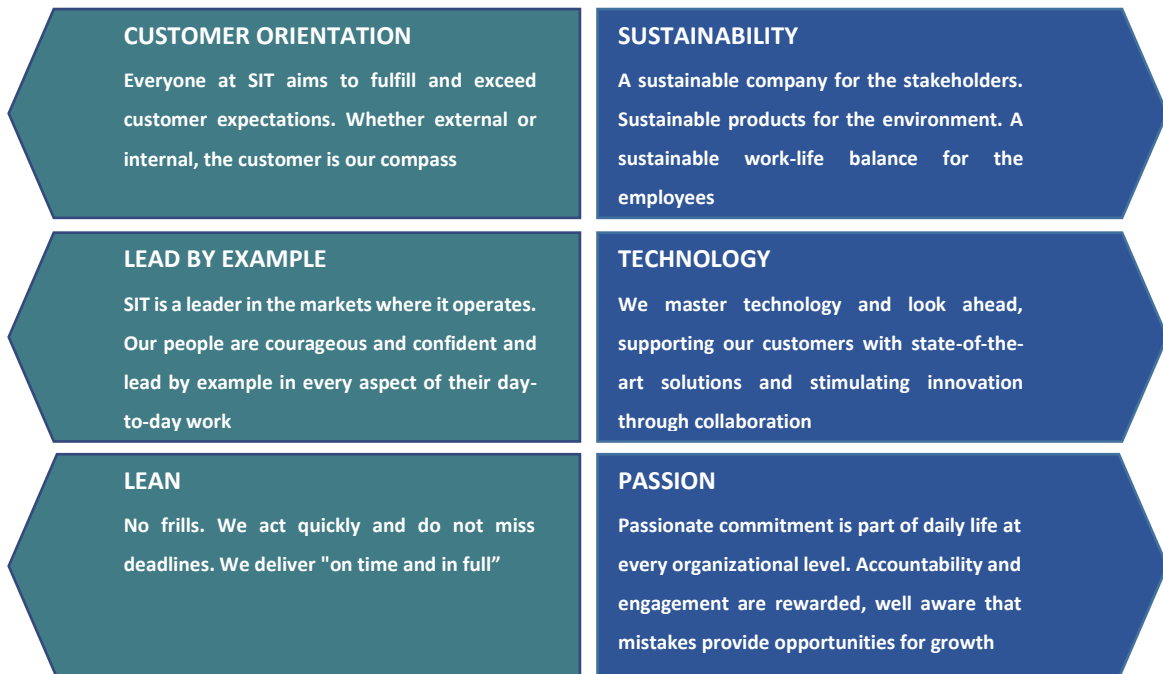 CUSTOMER ORIENTATION
Everyone at SIT aims to fulfill and exceed
customer expectations. Whether external or
internal, the customer is our compass
SUSTAINABILITY
A sustainable company for the stakeholders.
Sustainable products for the environment. A
sustainable work-life balance for the
employees
LEAD BY EXAMPLE
SIT is a leader in the markets where it operates.
Our people are courageous and confident and
lead by example in every aspect of their day-
to-day work
TECHNOLOGY
We master technology and look ahead,
supporting our customers with state-of-the-
art solutions and stimulating innovation
through collaboration
LEAN
No frills. We act quickly and do not miss
deadlines. We deliver "on time and in full”
PASSION
Passionate commitment is part of daily life at
every organizational level. Accountability and
engagement are rewarded, well aware that
mistakes provide opportunities for growth